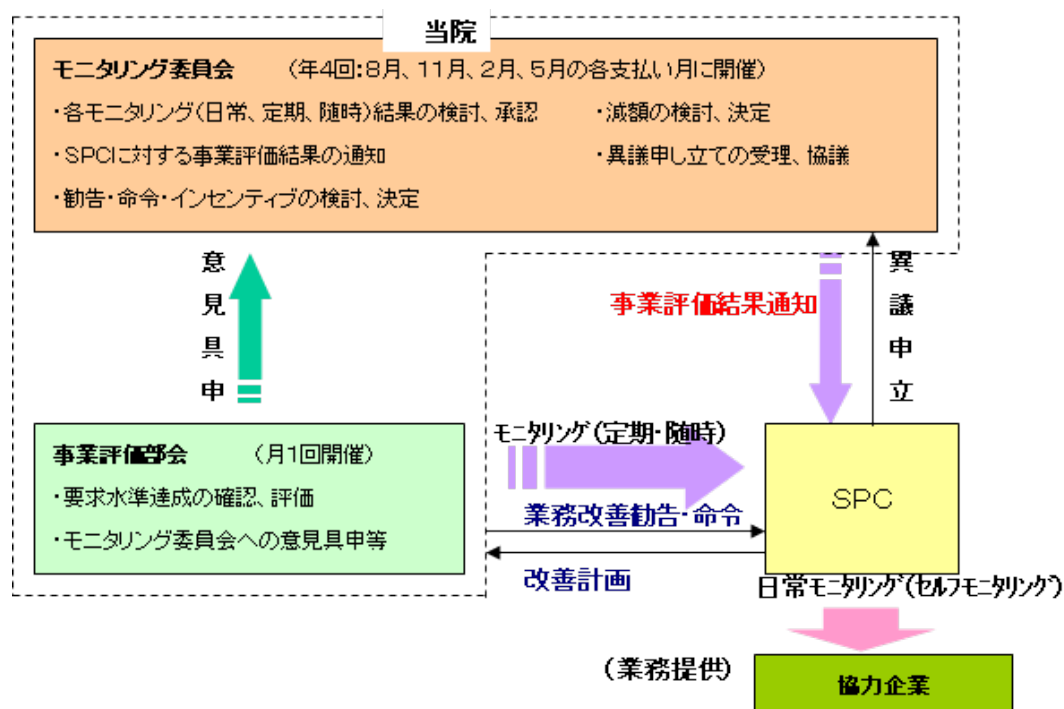 当院
モニタリング委員会　（年4回：8月、11月、2月、5月の各支払い月に開催）
・各モニタリング（日常、定期、随時）結果の検討、承認　・減額の検討、決定
・SPCに対する事業評価結果の通知　・異議申し立ての受理、協議
・勧告・命令・インセンティブの検討、決定
意見具申
事業評価結果通知
異議申立
事業評価部会　（月1回開催）
・要求水準達成の確認、評価
・モニタリング委員会への意見具申等
モニタリング（定期・随時）
業務改善勧告・命令
改善計画
SPC
日常モニタリング（セルフモニタリング）
（業務提供）
協力企業